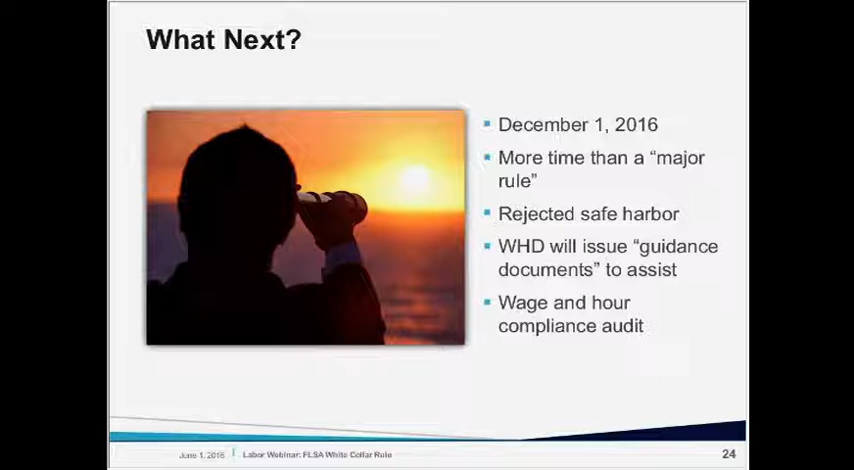 What Next?
December 1, 2016
More time than a “major
rule”
Rejected safe harbor
WHD will issue “guidance
documents” to assist
Wage and hour
compliance audit
June 1, 2016 Labor Webinar: FLSA White Collar Rule 24